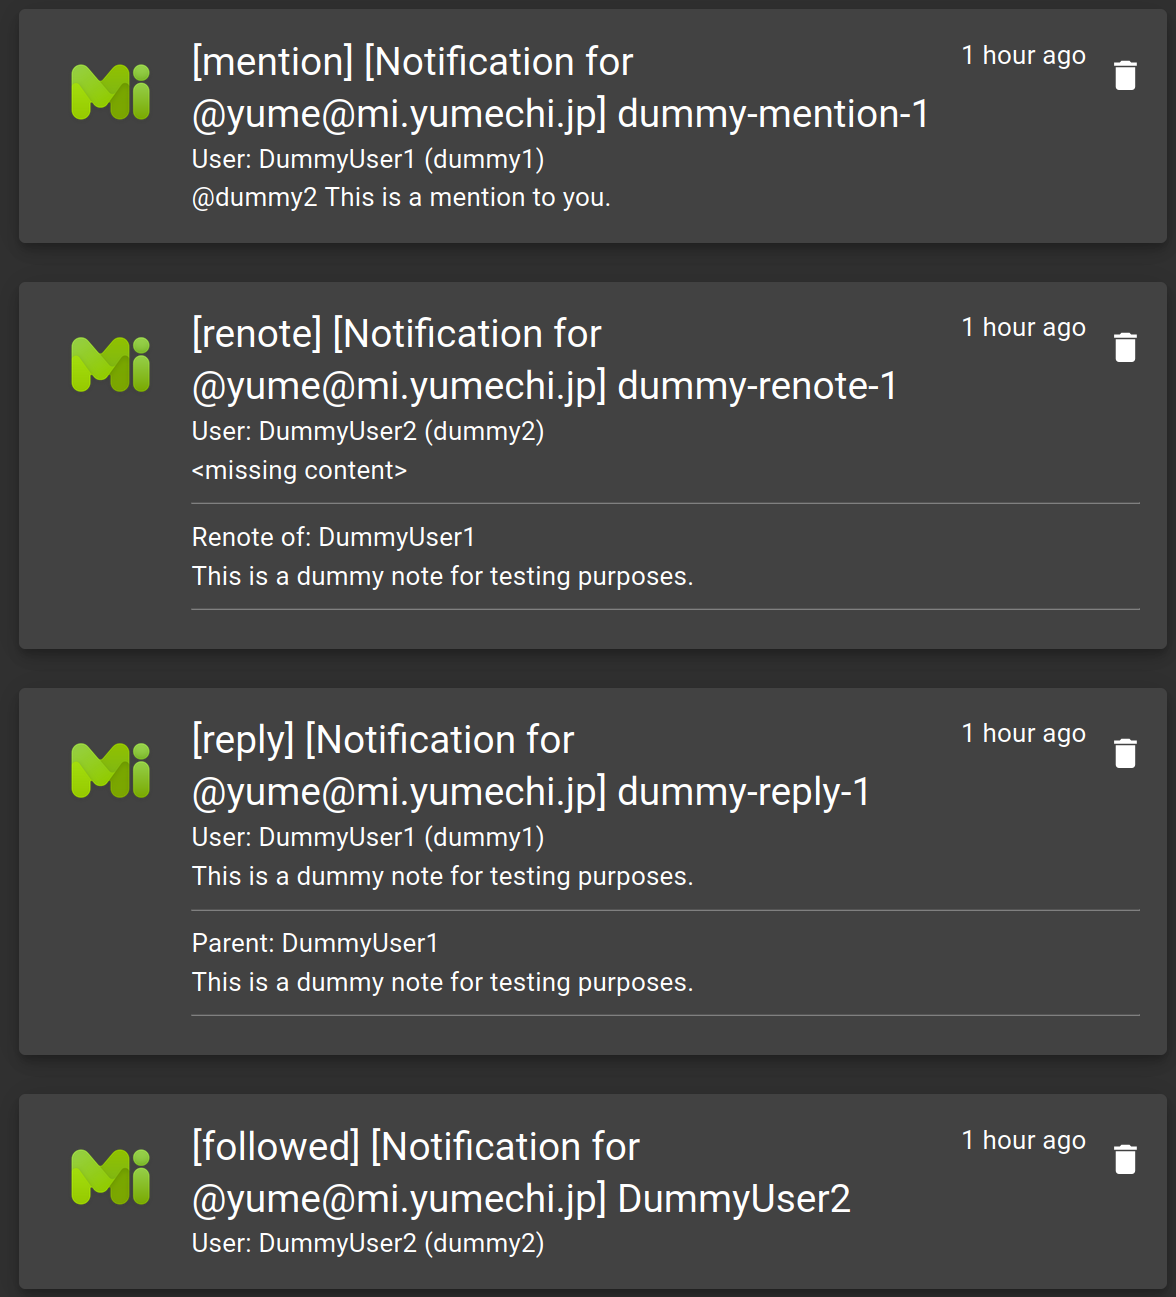 [mention] [Notification for
@yume@mi.yumechi.jp] dummy-mention-1
1 hour ago
User: DummyUser1 (dummy1)
@dummy2 This is a mention to you.
[renote] [Notification for
@yume@mi.yumechi.jp] dummy-renote-1
1 hour ago
User: DummyUser2 (dummy2)
<missing content>
Renote of: DummyUser1
This is a dummy note for testing purposes.
[reply] [Notification for
@yume@mi.yumechi.jp] dummy-reply-1
1 hour ago
User: DummyUser1 (dummy1)
This is a dummy note for testing purposes.
Parent: DummyUser1
This is a dummy note for testing purposes.
[followed] [Notification for
@yume@mi.yumechi.jp] DummyUser2
1 hour ago
User: DummyUser2 (dummy2)